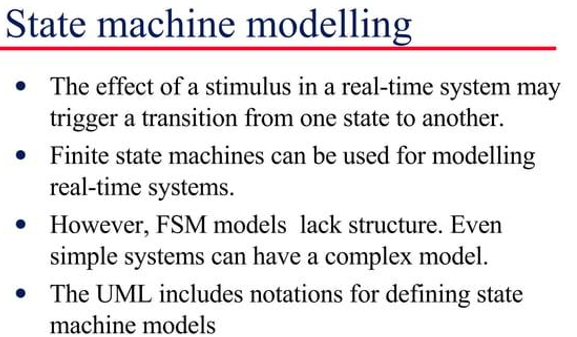 State machine modelling
• The effect of a stimulus in a real-time system may
trigger a transition from one state to another.
• Finite state machines can be used for modelling
real-time systems.
• However, FSM models  lack structure. Even
simple systems can have a complex model.
• The UML includes notations for defining state
machine models